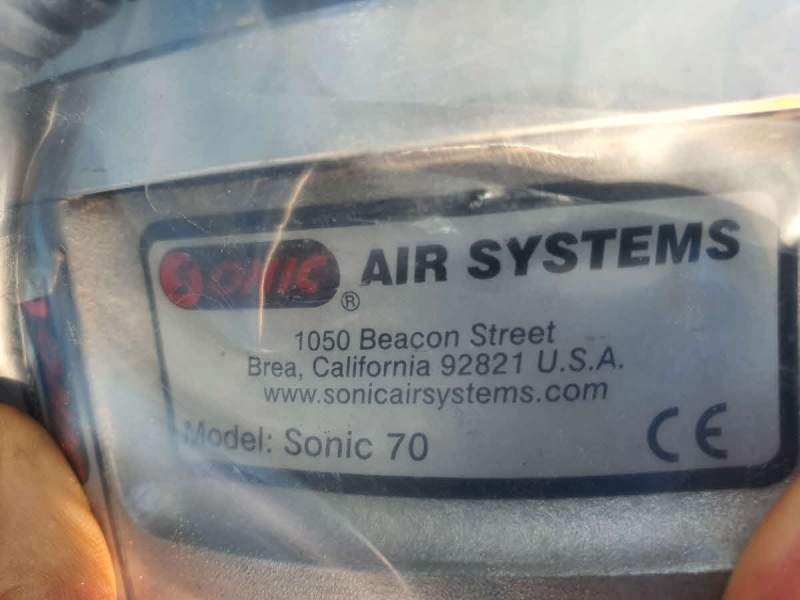 SONIC® AIR SYSTEMS
1050 Beacon Street
Brea, California 92821 U.S.A.
www.sonicairsystems.com
Model: Sonic 70
CE